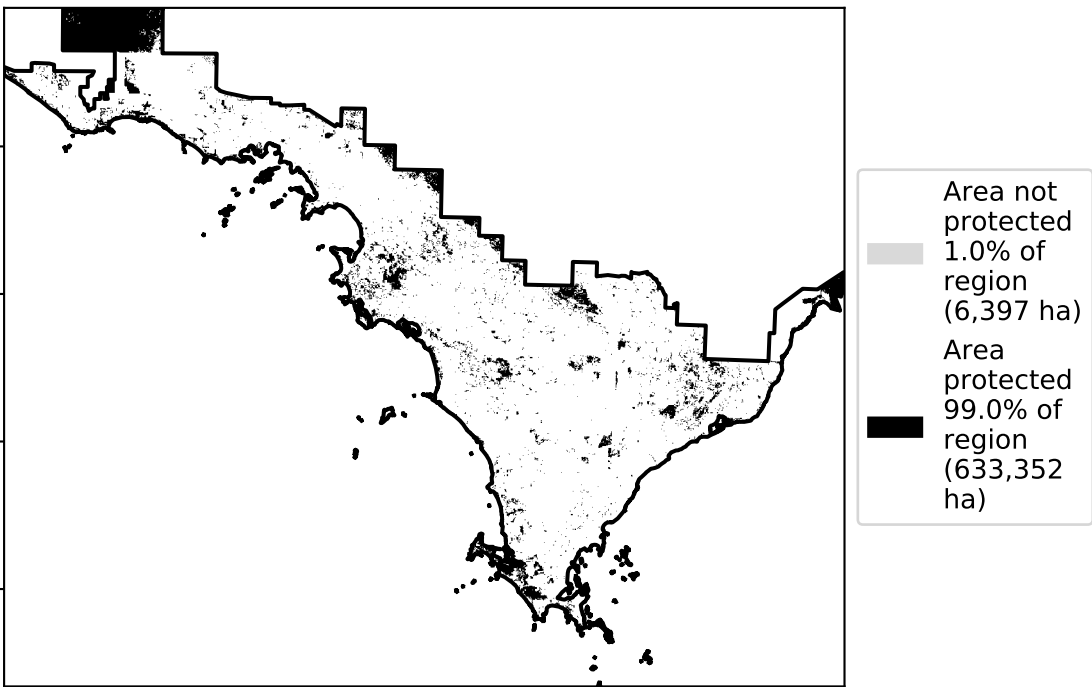 Area not
protected
1.0% of
region
(6,397 ha)
Area
protected
99.0% of
region
(633,352
ha)